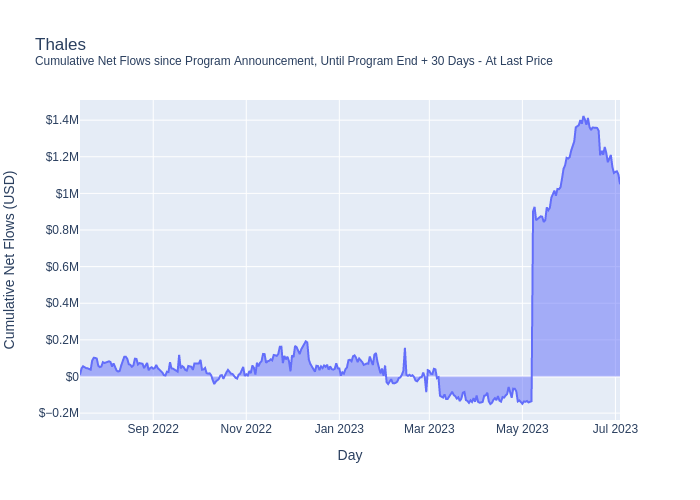 Thales
Cumulative Net Flows since Program Announcement, Until Program End + 30 Days - At Last Price
Cumulative Net Flows (USD)
$1.4M
$1.2M
$1M
$0.8M
$0.6M
$0.4M
$0.2M
$0
$−0.2M
Sep 2022
Nov 2022
Jan 2023
Mar 2023
May 2023
Jul 2023
Day